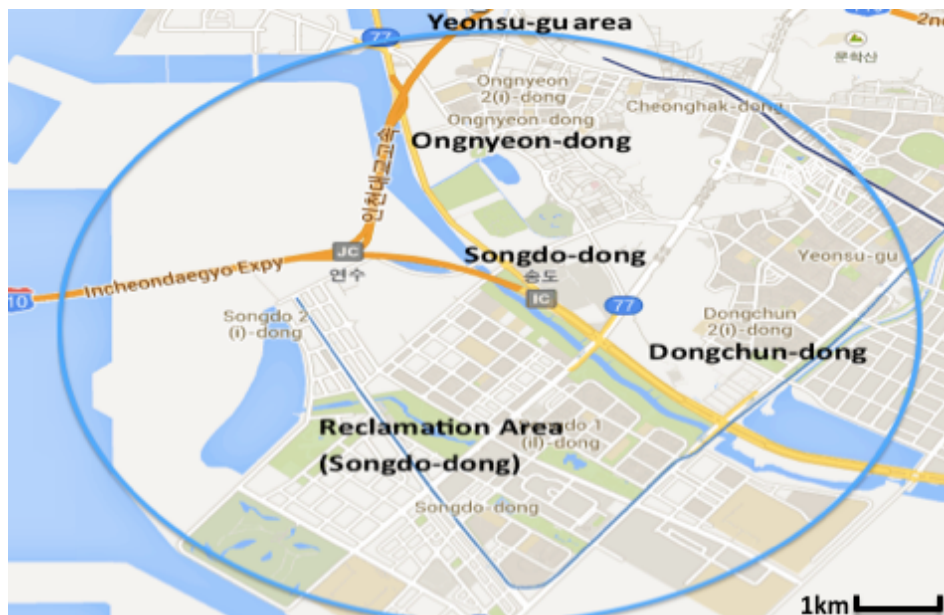 Yeonsu-gu area
2n
77
문학산
Ongnyeon
2(i)-dong
Cheonghak-dong
Ongnyeon-dong
Ongnyeon-dong
인천대교고속
JC
연수
Songdo-dong
송도
IC
Yeonsu-gu
Incheondaegyo Expy
10
77
Songdo 2
(i)-dong
Dongchun
2(i)-dong
Dongchun-dong
Reclamation Area
do 1
(il)-dong
(Songdo-dong)
Songdo-dong
1km